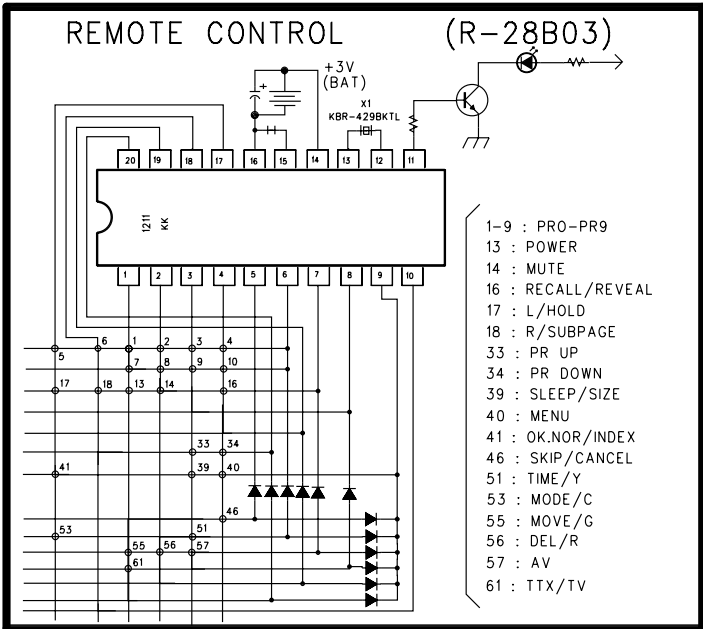 REMOTE CONTROL (R-28B03)
+3V
(BAT)
+
X1
KBR-429BKTL
20 19 18 17 16 15 14 13 12 11
1211
KK
1 2 3 4 5 6 7 8 9 10
5 6 1 2 3 4
7 8 9 10
17 18 13 14 16
33 34
41 39 40
46
53 51
55 56 57
61
1-9 : PRO-PR9
13 : POWER
14 : MUTE
16 : RECALL/REVEAL
17 : L/HOLD
18 : R/SUBPAGE
33 : PR UP
34 : PR DOWN
39 : SLEEP/SIZE
40 : MENU
41 : OK.NOR/INDEX
46 : SKIP/CANCEL
51 : TIME/Y
53 : MODE/C
55 : MOVE/G
56 : DEL/R
57 : AV
61 : TTX/TV